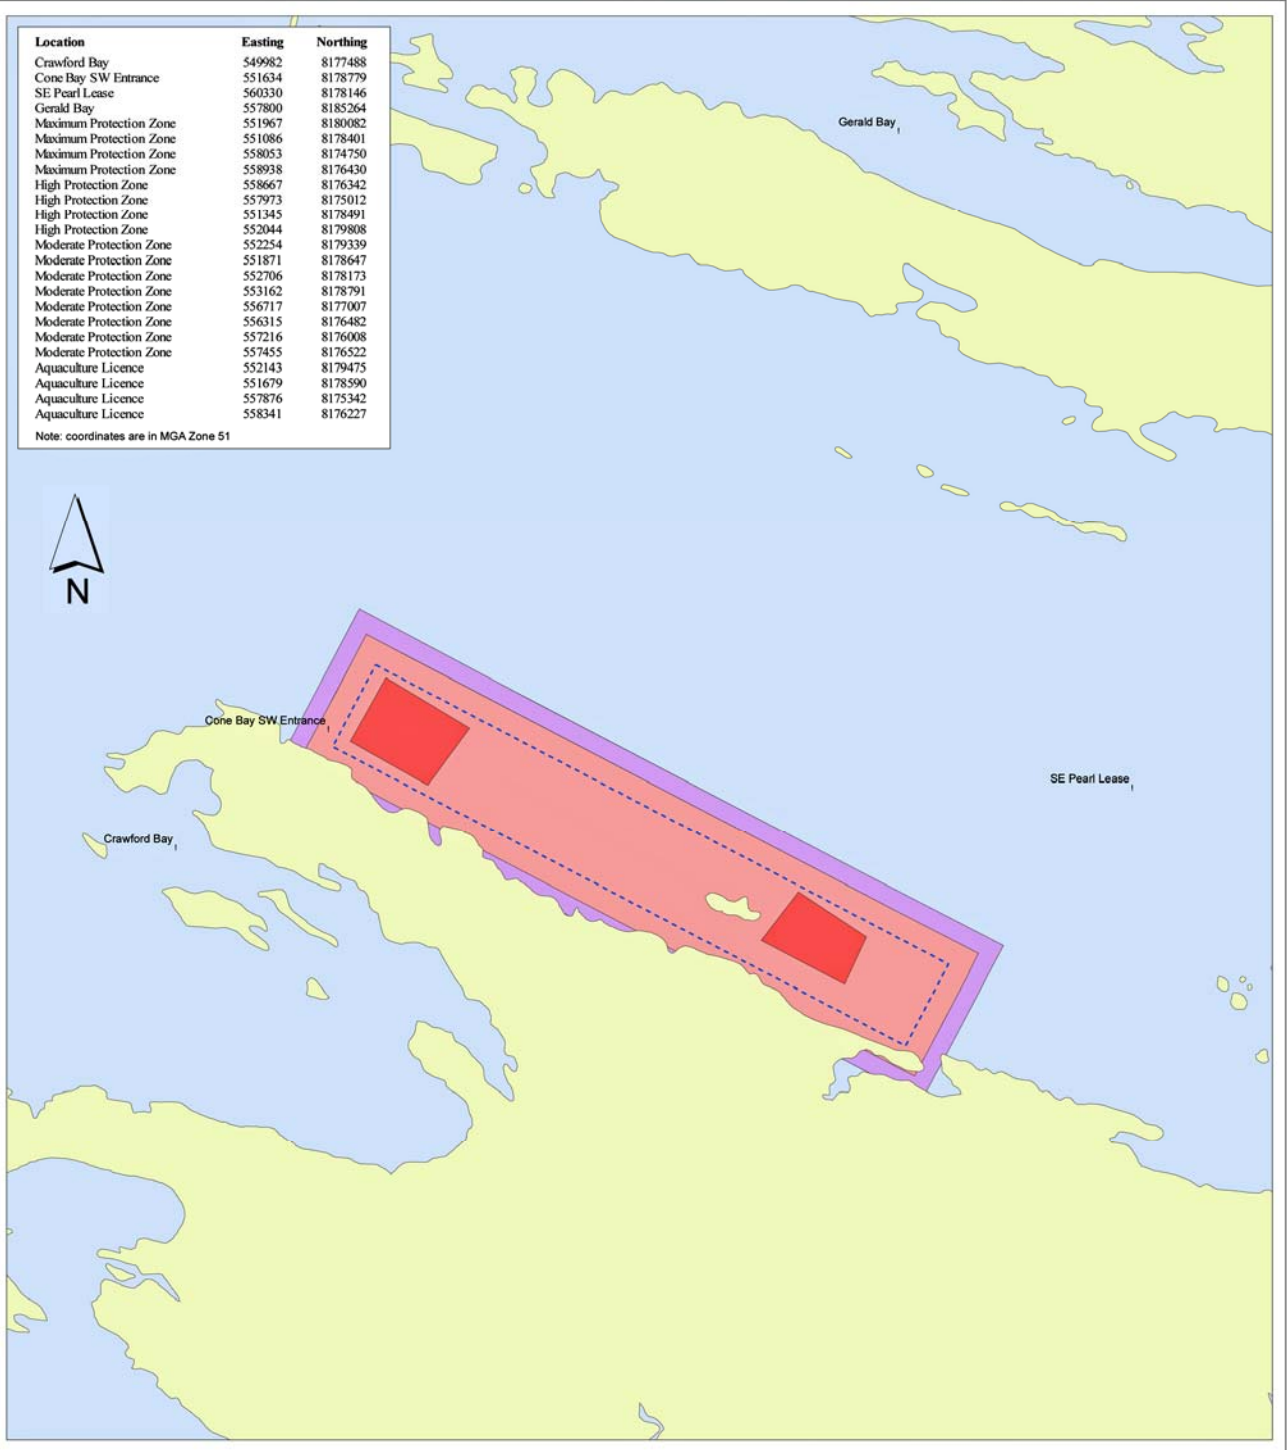 Location Easting Northing
Crawford Bay 549982 8177488
Cone Bay SW Entrance 551634 8178779
SE Pearl Lease 560330 8178146
Gerald Bay 557800 8185264
Maximum Protection Zone 551967 8180082
Maximum Protection Zone 551086 8178401
Maximum Protection Zone 558053 8174750
Maximum Protection Zone 558938 8176430
High Protection Zone 558667 8176342
High Protection Zone 557973 8175012
High Protection Zone 551345 8178491
High Protection Zone 552044 8179808
Moderate Protection Zone 552254 8179339
Moderate Protection Zone 551871 8178647
Moderate Protection Zone 552706 8178173
Moderate Protection Zone 553162 8178791
Moderate Protection Zone 556717 8177007
Moderate Protection Zone 556315 8176482
Moderate Protection Zone 557216 8176008
Moderate Protection Zone 557455 8176522
Aquaculture Licence 552143 8179475
Aquaculture Licence 551679 8178590
Aquaculture Licence 557876 8175342
Aquaculture Licence 558341 8176227
Note: coordinates are in MGA Zone 51
Gerald Bay
N
Cone Bay SW Entrance
SE Pearl Lease
Crawford Bay